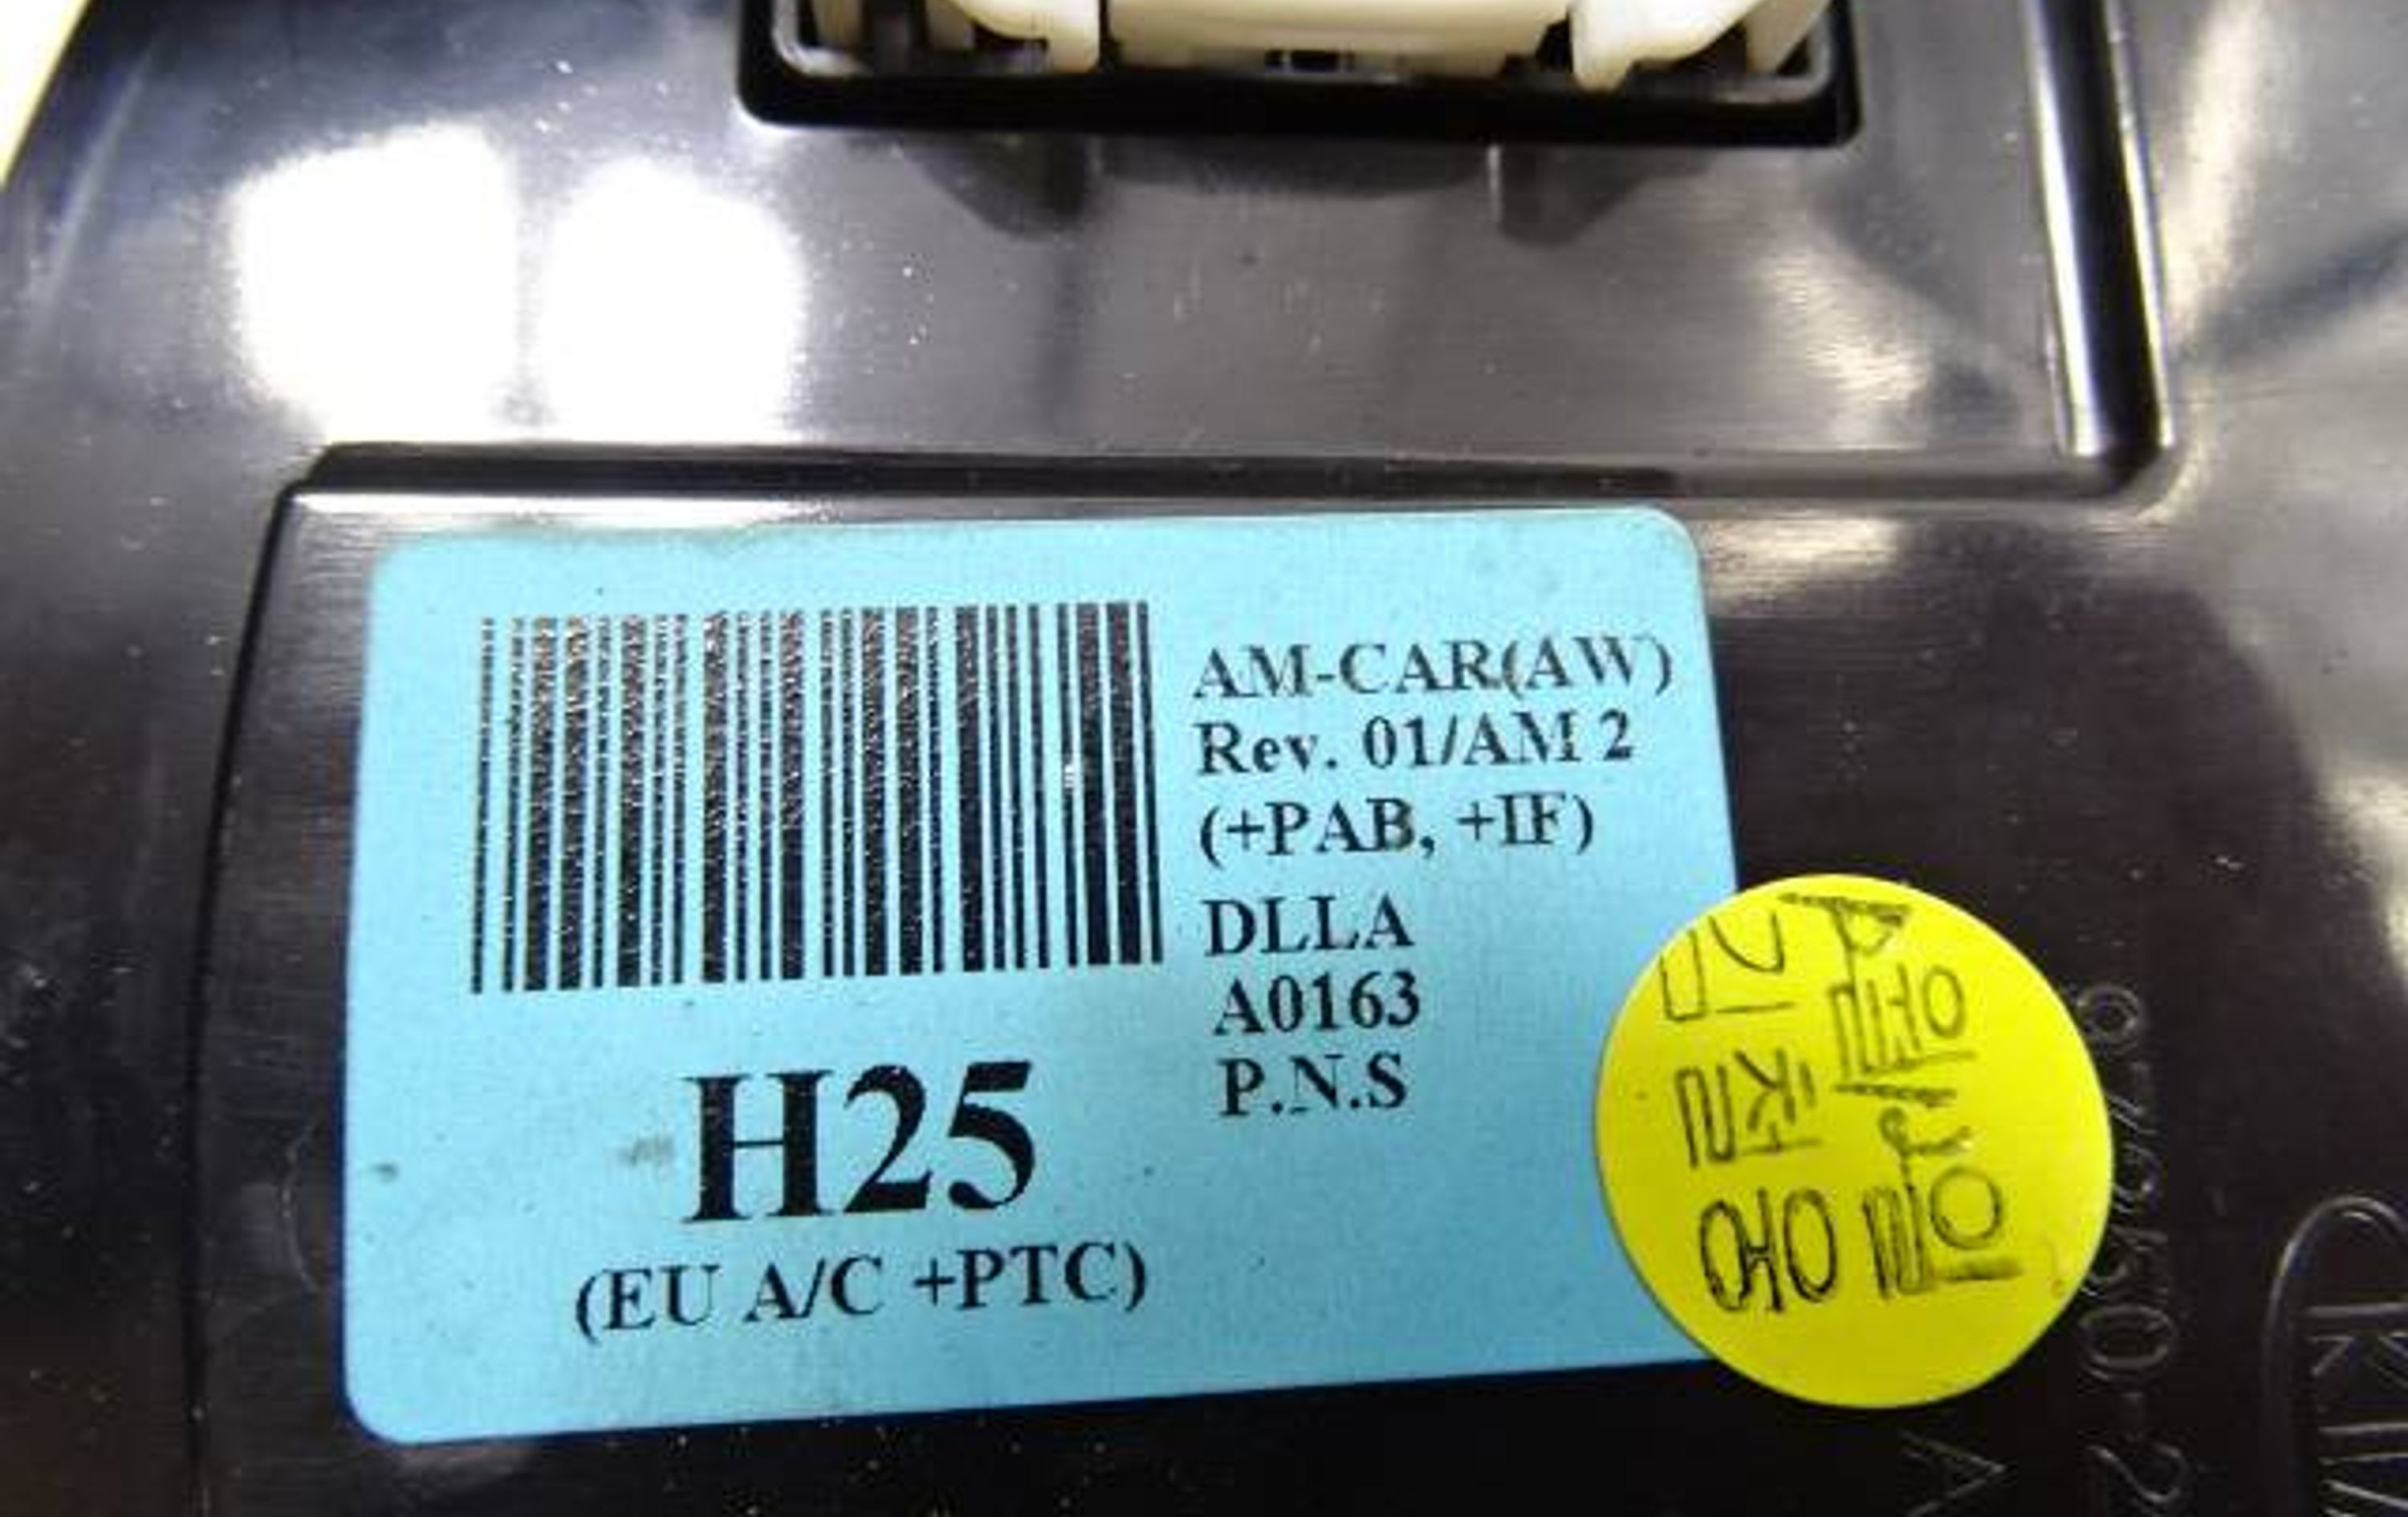 AM-CAR(AW)
Rev. 01/AM 2
(+PAB, +IF)
DLLA
A0163
P.N.S
H25
(EU A/C +PTC)